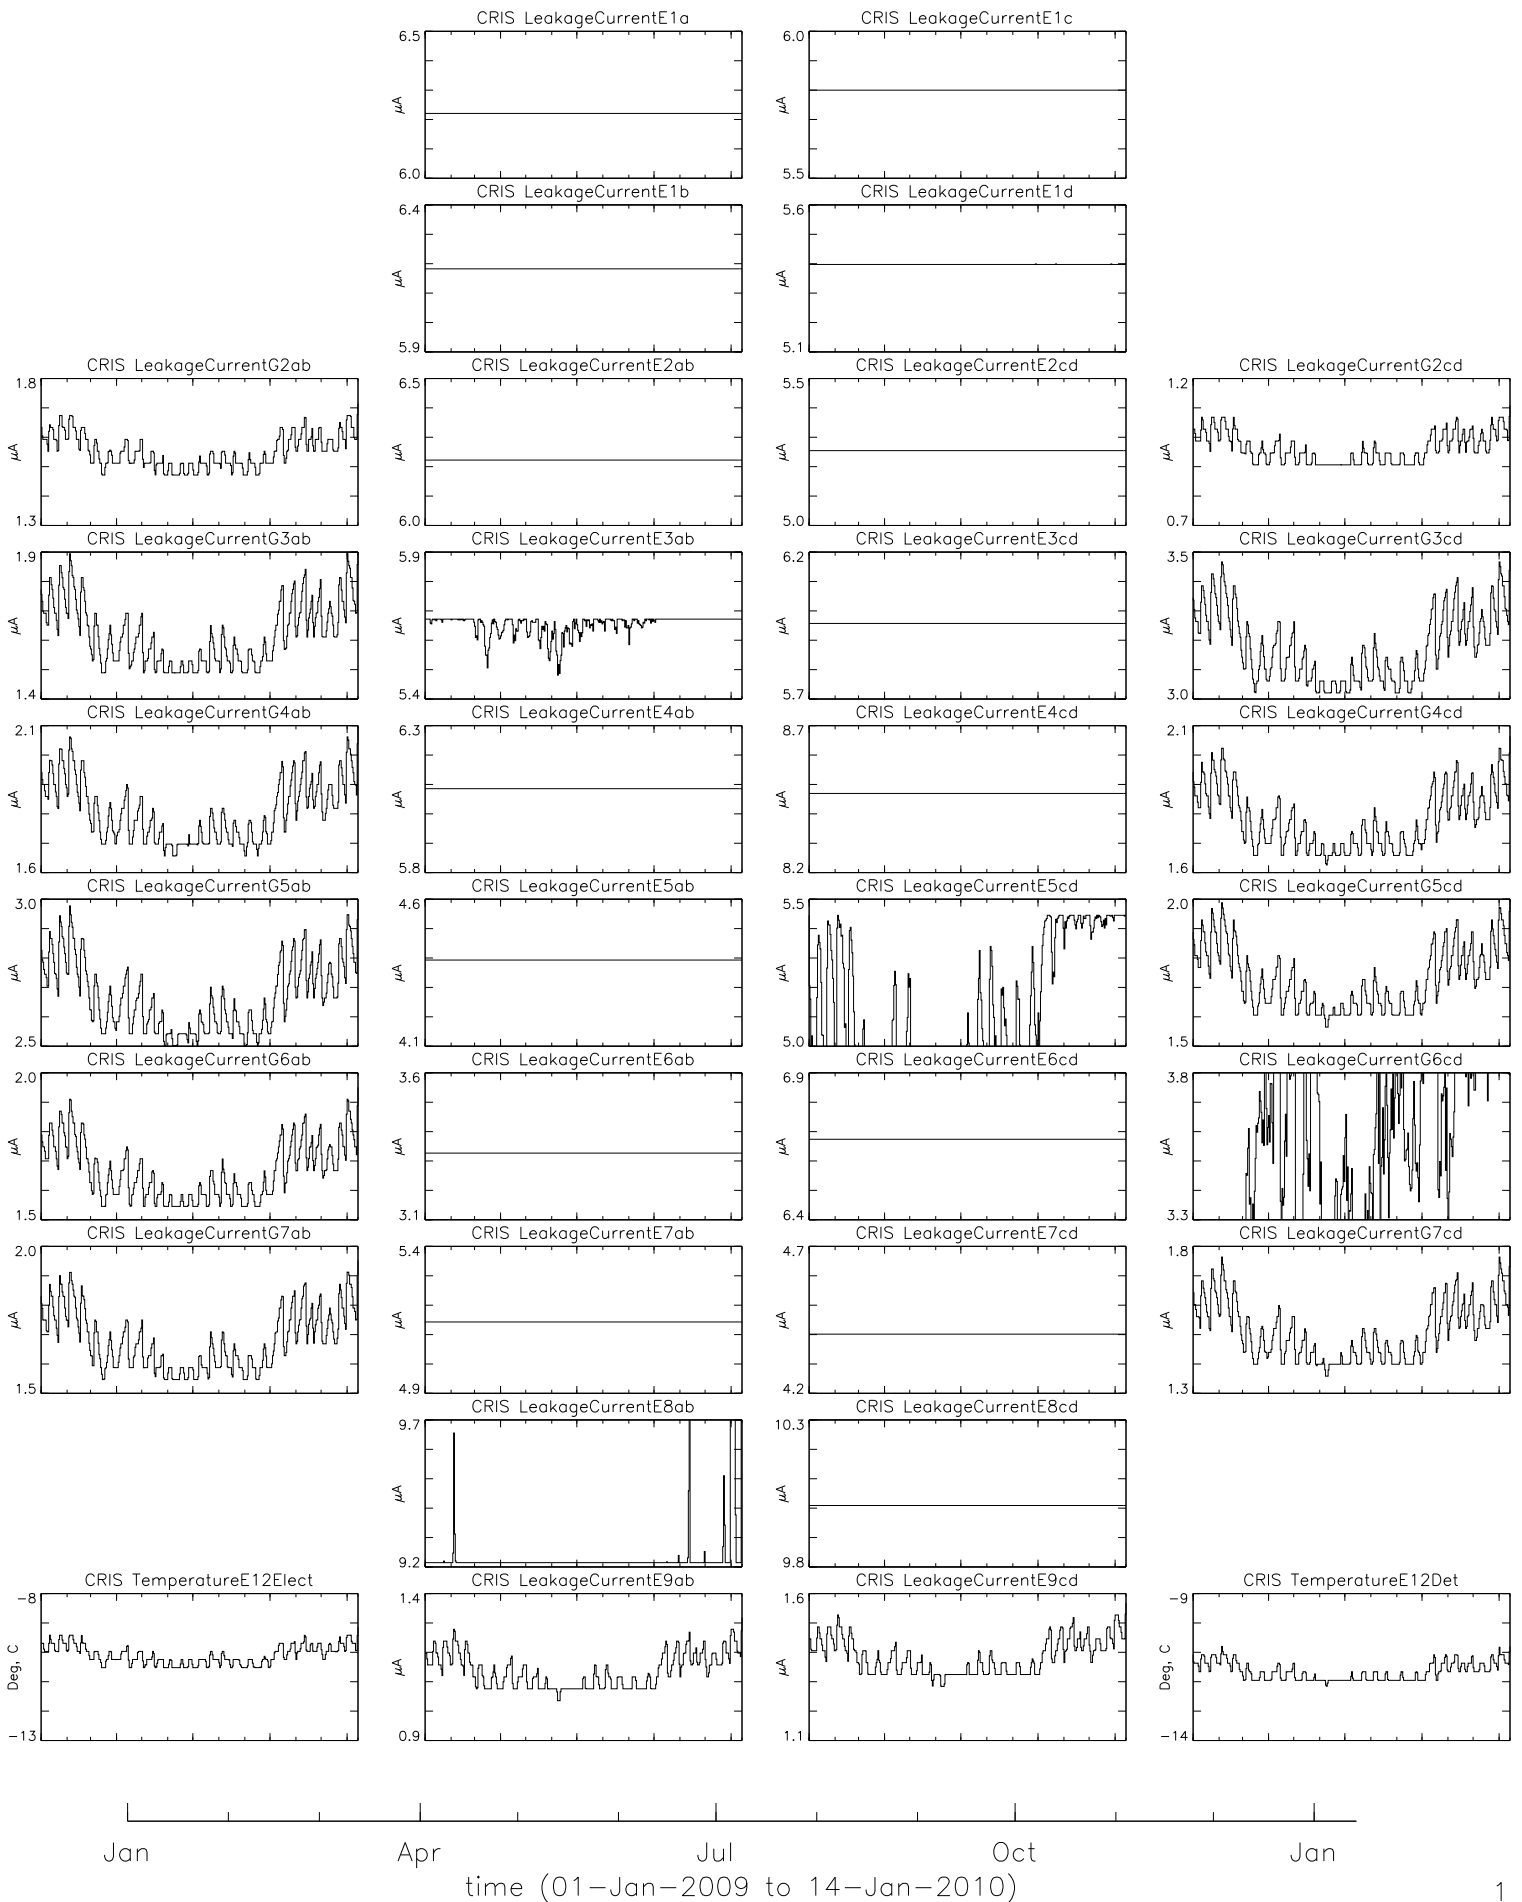 CRIS LeakageCurrentE1a
6.5
μA
6.0
CRIS LeakageCurrentE1c
6.0
μA
5.5
CRIS LeakageCurrentE1b
6.4
μA
5.9
CRIS LeakageCurrentE1d
5.6
μA
5.1
CRIS LeakageCurrentG2ab
1.8
μA
1.3
CRIS LeakageCurrentE2ab
6.5
μA
6.0
CRIS LeakageCurrentE2cd
5.5
μA
5.0
CRIS LeakageCurrentG2cd
1.2
μA
0.7
CRIS LeakageCurrentG3ab
1.9
μA
1.4
CRIS LeakageCurrentE3ab
5.9
μA
5.4
CRIS LeakageCurrentE3cd
6.2
μA
5.7
CRIS LeakageCurrentG3cd
3.5
μA
3.0
CRIS LeakageCurrentG4ab
2.1
μA
1.6
CRIS LeakageCurrentE4ab
6.3
μA
5.8
CRIS LeakageCurrentE4cd
8.7
μA
8.2
CRIS LeakageCurrentG4cd
2.1
μA
1.6
CRIS LeakageCurrentG5ab
3.0
μA
2.5
CRIS LeakageCurrentE5ab
4.6
μA
4.1
CRIS LeakageCurrentE5cd
5.5
μA
5.0
CRIS LeakageCurrentG5cd
2.0
μA
1.5
CRIS LeakageCurrentG6ab
2.0
μA
1.5
CRIS LeakageCurrentE6ab
3.6
μA
3.1
CRIS LeakageCurrentE6cd
6.9
μA
6.4
CRIS LeakageCurrentG6cd
3.8
μA
3.3
CRIS LeakageCurrentG7ab
2.0
μA
1.5
CRIS LeakageCurrentE7ab
5.4
μA
4.9
CRIS LeakageCurrentE7cd
4.7
μA
4.2
CRIS LeakageCurrentG7cd
1.8
μA
1.3
CRIS LeakageCurrentE8ab
9.7
μA
9.2
CRIS LeakageCurrentE8cd
10.3
μA
9.8
CRIS TemperatureE12Elect
−8
Deg, C
−13
CRIS LeakageCurrentE9ab
1.4
μA
0.9
CRIS LeakageCurrentE9cd
1.6
μA
1.1
CRIS TemperatureE12Det
−9
Deg, C
−14
Jan Apr Jul Oct Jan
time (01−Jan−2009 to 14−Jan−2010)
1